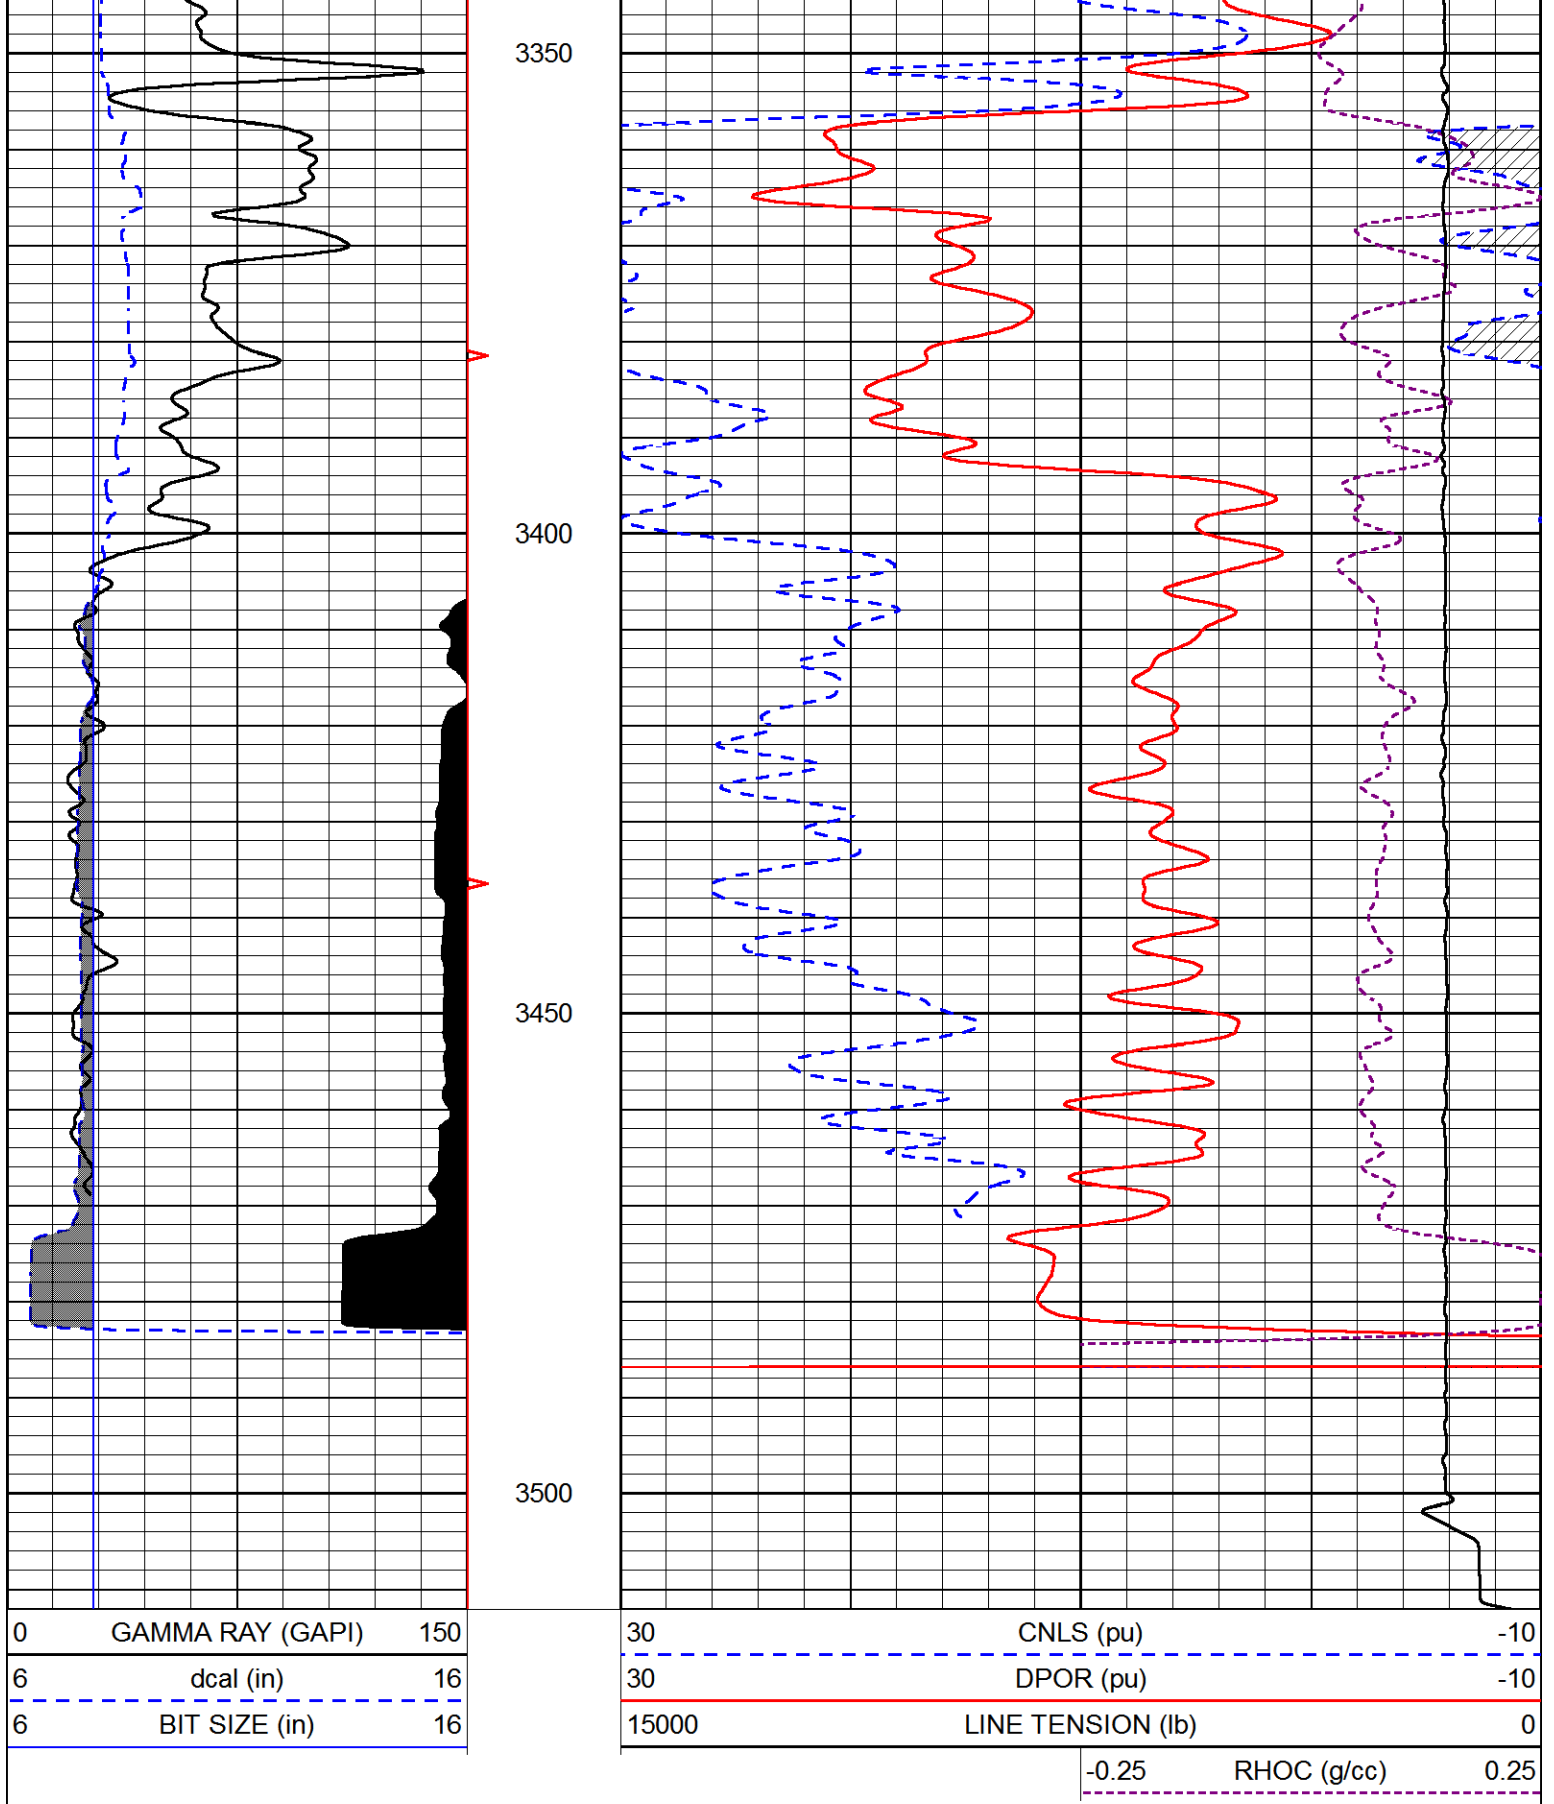 3350
3400
3450
3500
0 GAMMA RAY (GAPI) 150
6 dcal (in) 16
6 BIT SIZE (in) 16
30 CNLS (pu) -10
30 DPOR (pu) -10
15000 LINE TENSION (lb) 0
-0.25 RHOC (g/cc) 0.25